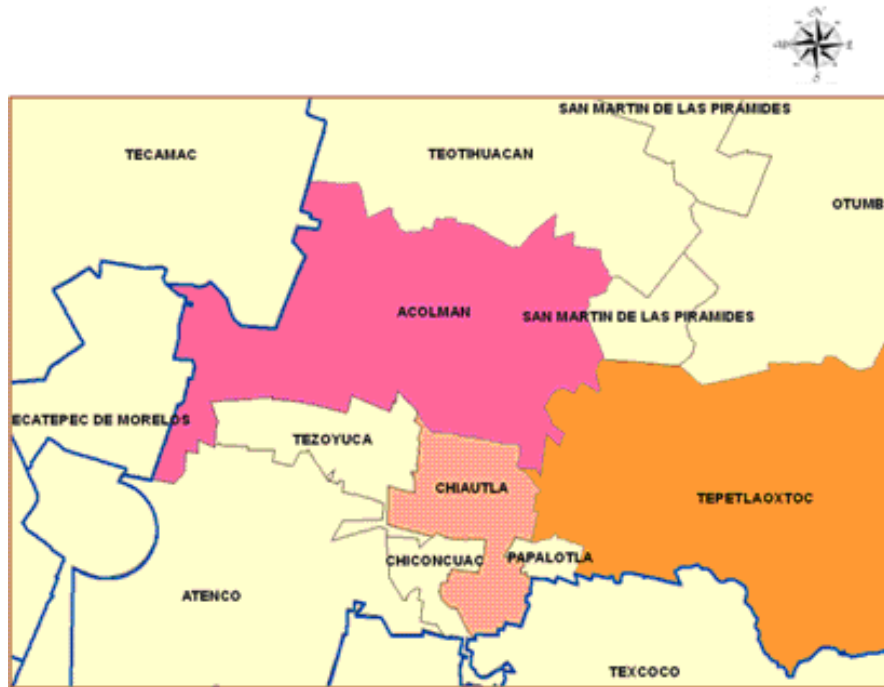 SAN MARTIN DE LAS PIRAMIDES
TECAMAC
TEOTIHUACAN
OTUMB
ACOLMAN
SAN MARTIN DE LAS PIRAMIDES
ECATEPEC DE MORELOS
TEZOYUCA
CHIAUTLA
TEPETLAOXTOC
CHICONCUAC
PAPALOTLA
ATENCO
TEXCOCO